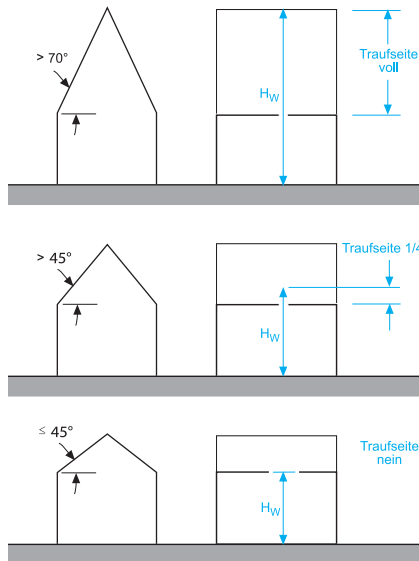 > 70°
Traufseite
voll
H_W
> 45°
Traufseite 1/4
H_W
≤ 45°
Traufseite
nein
H_W